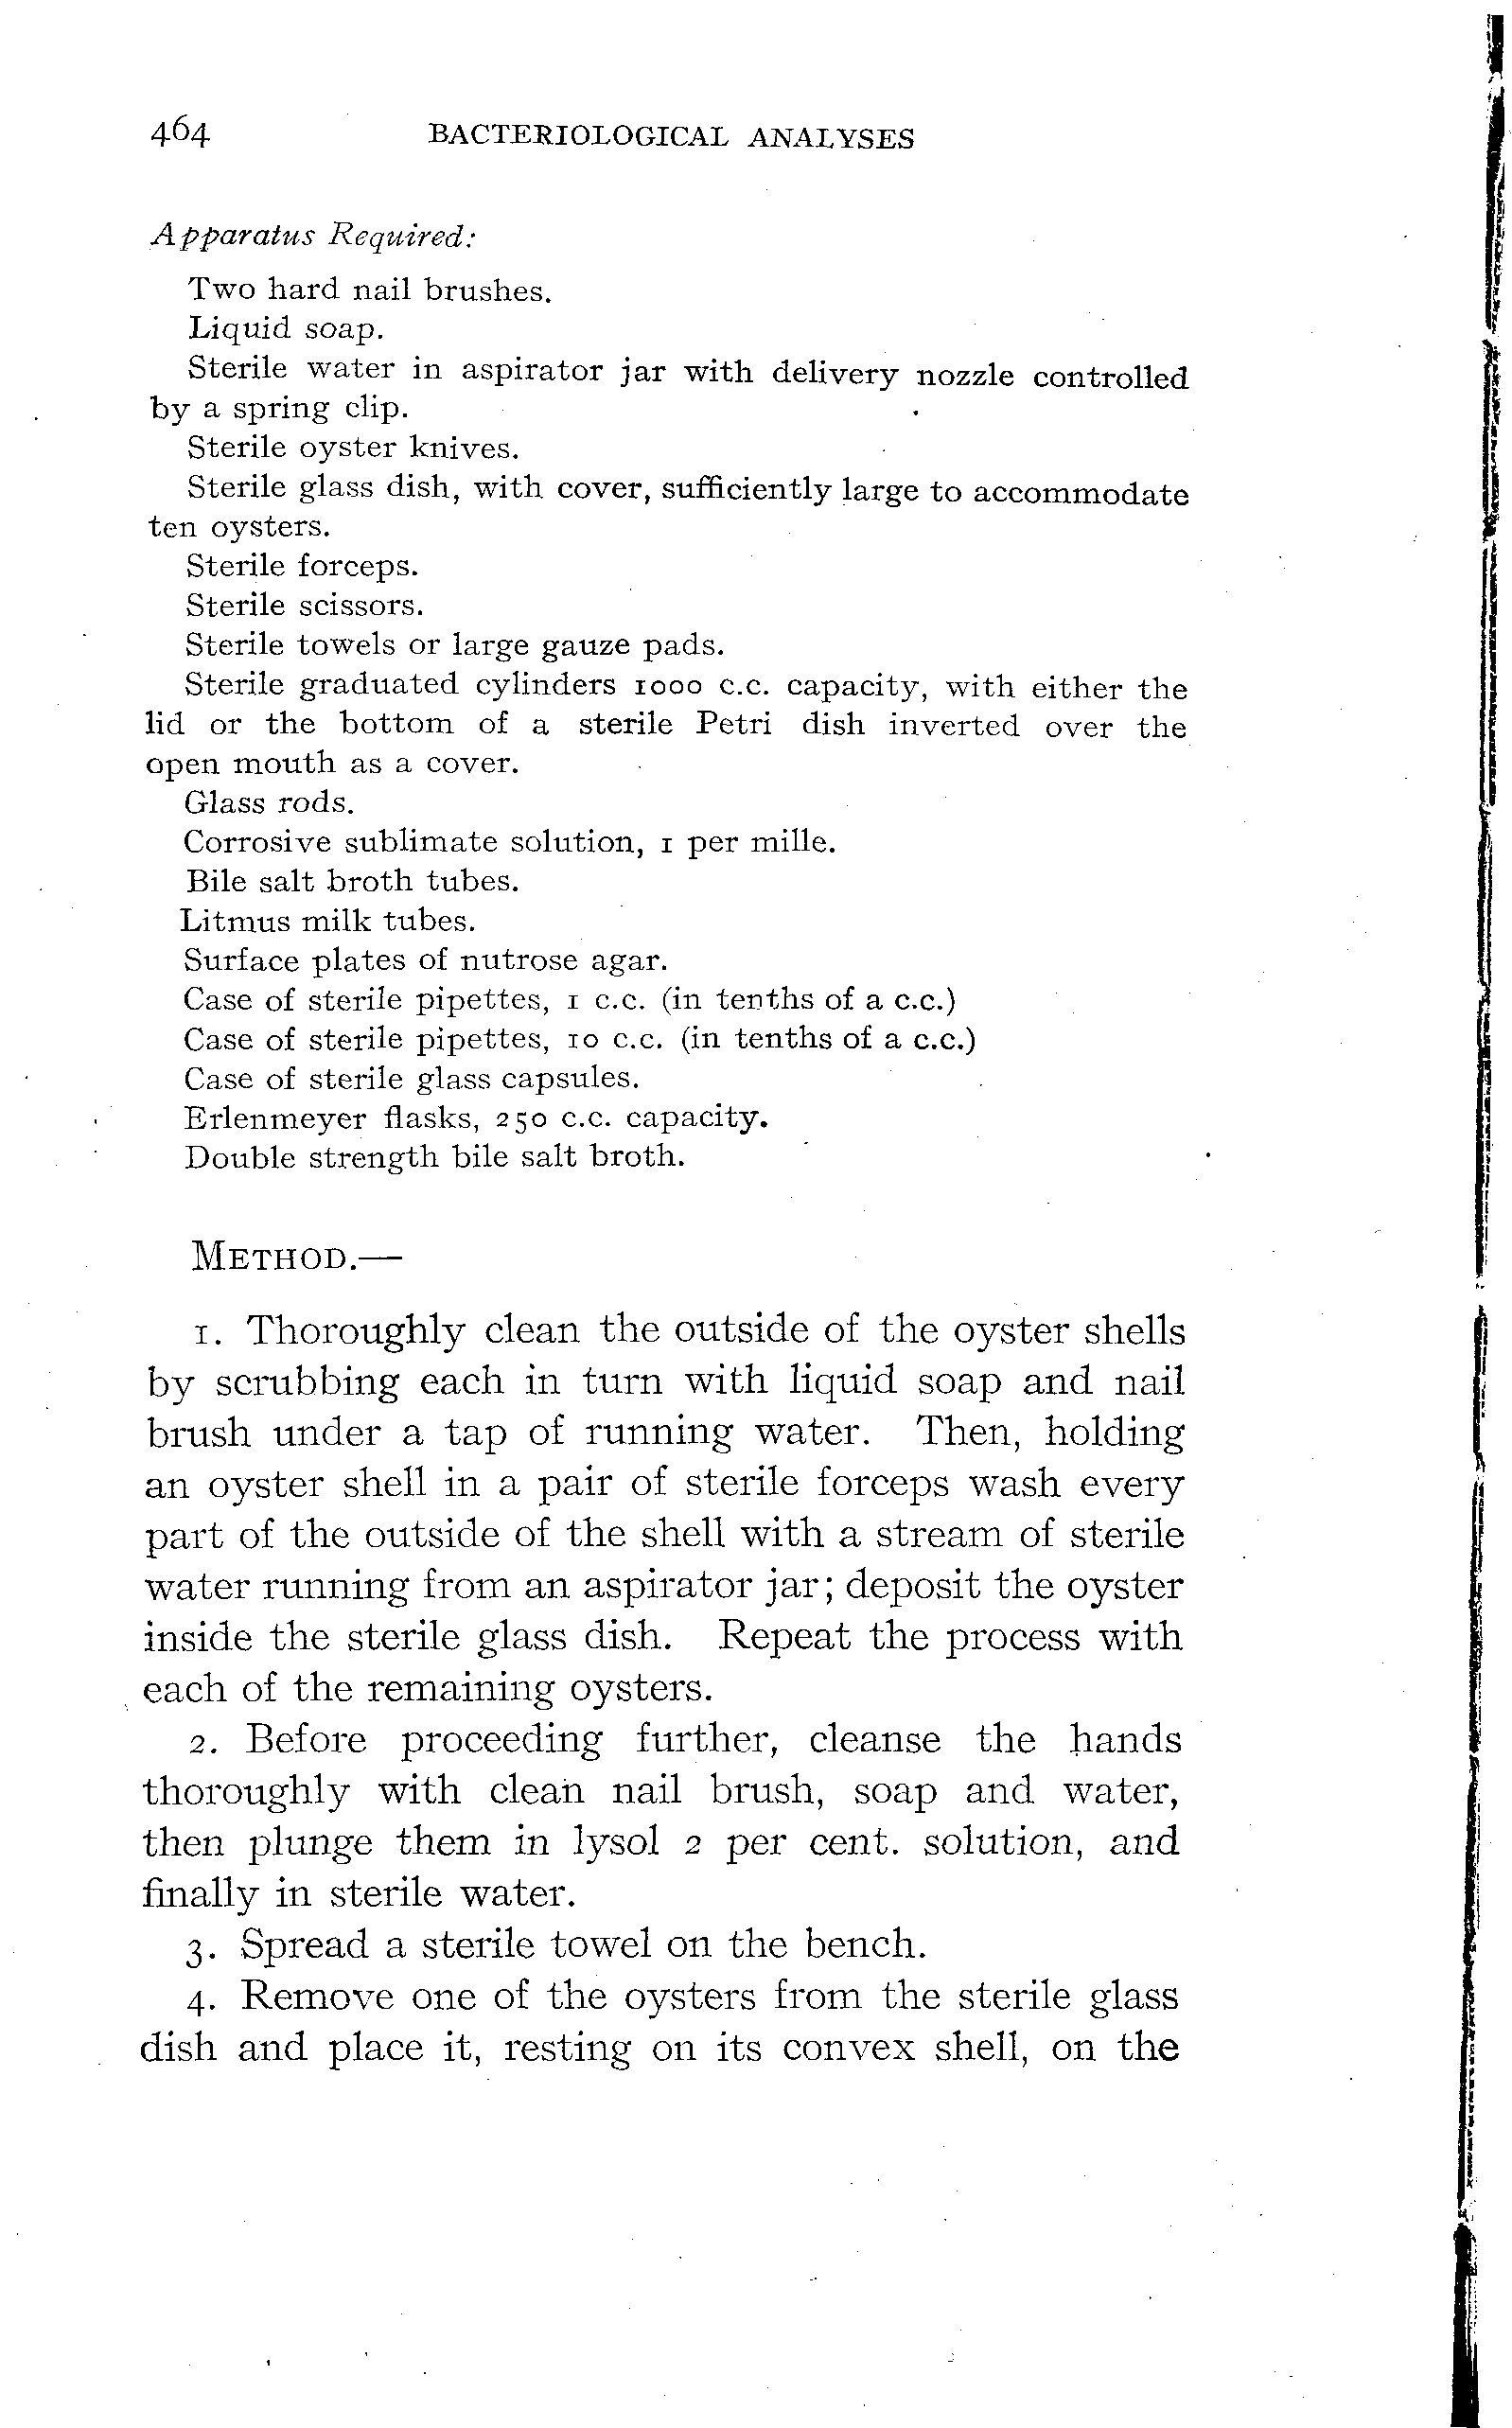 464 BACTERIOLOGICAL ANALYSES
Apparatus Required:
Two hard nail brushes.
Liquid soap.
Sterile water in aspirator jar with delivery nozzle controlled
by a spring clip.
Sterile oyster knives.
Sterile glass dish, with cover, sufficiently large to accommodate
ten oysters.
Sterile forceps.
Sterile scissors.
Sterile towels or large gauze pads.
Sterile graduated cylinders 1000 c.c. capacity, with either the
lid or the bottom of a sterile Petri dish inverted over the
open mouth as a cover.
Glass rods.
Corrosive sublimate solution, 1 per mille.
Bile salt broth tubes.
Litmus milk tubes.
Surface plates of nutrose agar.
Case of sterile pipettes, 1 c.c. (in tenths of a c.c.)
Case of sterile pipettes, 10 c.c. (in tenths of a c.c.)
Case of sterile glass capsules.
Erlenmeyer flasks, 250 c.c. capacity.
Double strength bile salt broth.
METHOD.—
1. Thoroughly clean the outside of the oyster shells
by scrubbing each in turn with liquid soap and nail
brush under a tap of running water. Then, holding
an oyster shell in a pair of sterile forceps wash every
part of the outside of the shell with a stream of sterile
water running from an aspirator jar; deposit the oyster
inside the sterile glass dish. Repeat the process with
each of the remaining oysters.
2. Before proceeding further, cleanse the hands
thoroughly with clean nail brush, soap and water,
then plunge them in lysol 2 per cent. solution, and
finally in sterile water.
3. Spread a sterile towel on the bench.
4. Remove one of the oysters from the sterile glass
dish and place it, resting on its convex shell, on the